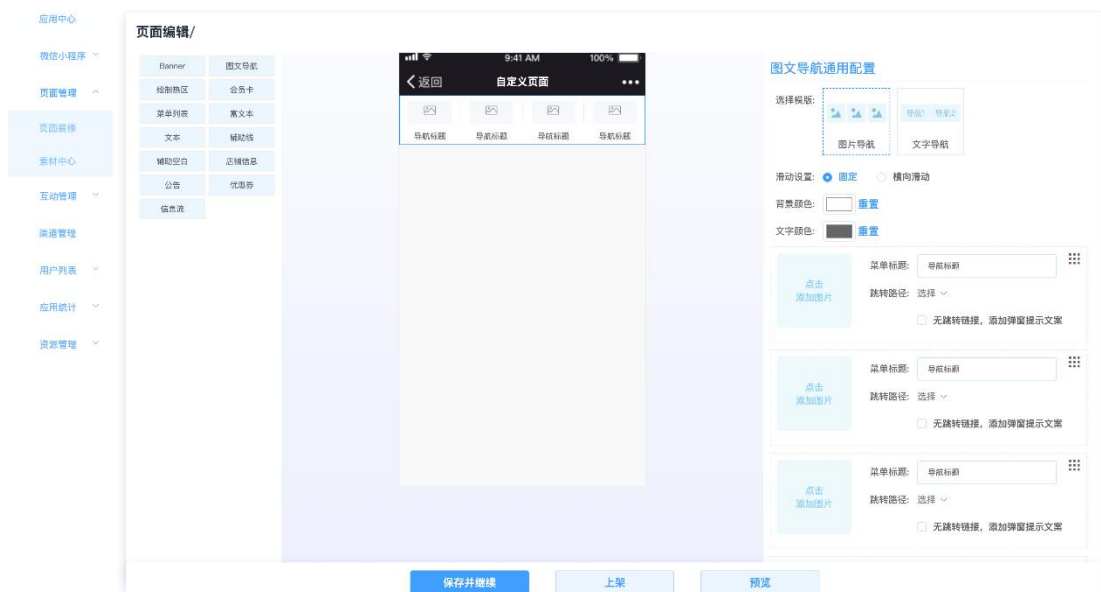 应用中心
微信小程序
页面管理
页面装修
素材中心
互动管理
渠道管理
用户列表
应用统计
资源管理
页面编辑/
Banner 图文导航
绘制热区 会员卡
菜单列表 富文本
文本 辅助线
辅助空白 店铺信息
公告 优惠券
信息流
9:41 AM 100%
返回 自定义页面
导航标题 导航标题 导航标题 导航标题
图文导航通用配置
选择模版:
导航1 导航2
图片导航 文字导航
滑动设置: 固定 横向滑动
背景颜色: 重置
文字颜色: 重置
点击
添加图片
菜单标题: 导航标题
跳转路径: 选择
无跳转链接，添加弹窗提示文案
点击
添加图片
菜单标题: 导航标题
跳转路径: 选择
无跳转链接，添加弹窗提示文案
点击
添加图片
菜单标题: 导航标题
跳转路径: 选择
无跳转链接，添加弹窗提示文案
保存并继续 上架 预览